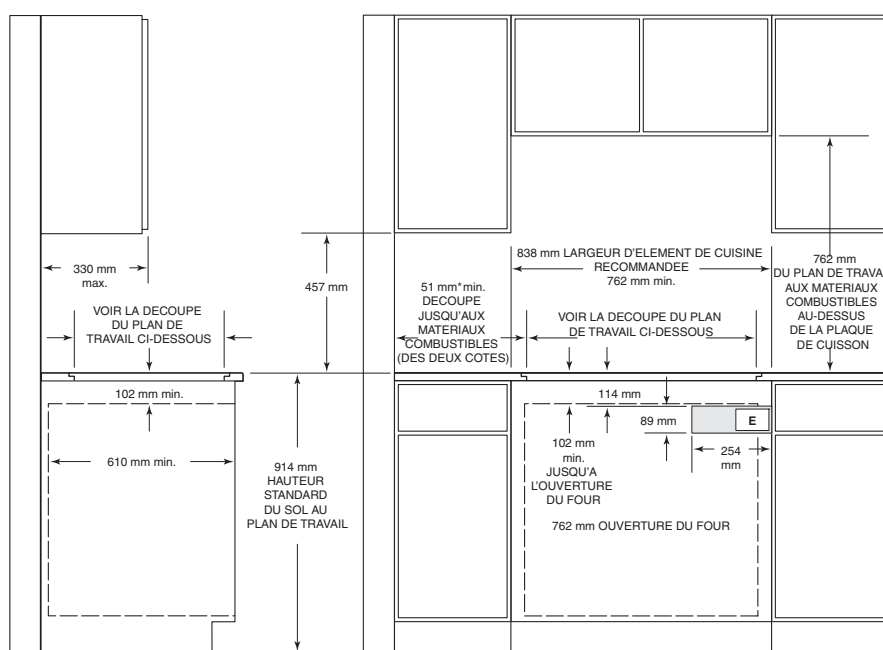 330 mm
max.
VOIR LA DECOUPE
DU PLAN DE
TRAVAIL CI-DESSOUS
102 mm min.
610 mm min.
457 mm
914 mm
HAUTEUR
STANDARD
DU SOL AU
PLAN DE TRAVAIL
838 mm LARGEUR D'ELEMENT DE CUISINE
RECOMMANDEE
762 mm min.
51 mm*min.
DECOUPE
JUSQU'AUX
MATERIAUX
COMBUSTIBLES
(DES DEUX COTES)
VOIR LA DECOUPE DU PLAN
DE TRAVAIL CI-DESSOUS
762 mm
DU PLAN DE TRAVA
AUX MATERIAUX
COMBUSTIBLES
AU-DESSUS
DE LA PLAQUE
DE CUISSON
114 mm
89 mm
E
254
mm
102 mm
min.
JUSQU'A
L'OUVERTURE
DU FOUR
762 mm OUVERTURE DU FOUR